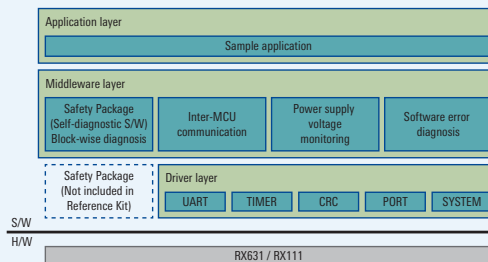 Application layer
Sample application
Middleware layer
Safety Package
(Self-diagnostic S/W)
Block-wise diagnosis
Inter-MCU
communication
Power supply
voltage
monitoring
Software error
diagnosis
Safety Package
(Not included in
Reference Kit)
Driver layer
UART
TIMER
CRC
PORT
SYSTEM
S/W
H/W
RX631 / RX111